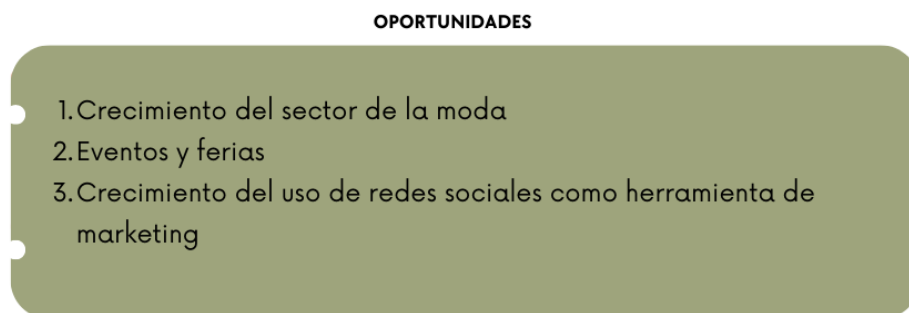 OPORTUNIDADES
1. Crecimiento del sector de la moda
2. Eventos y ferias
3. Crecimiento del uso de redes sociales como herramienta de
marketing